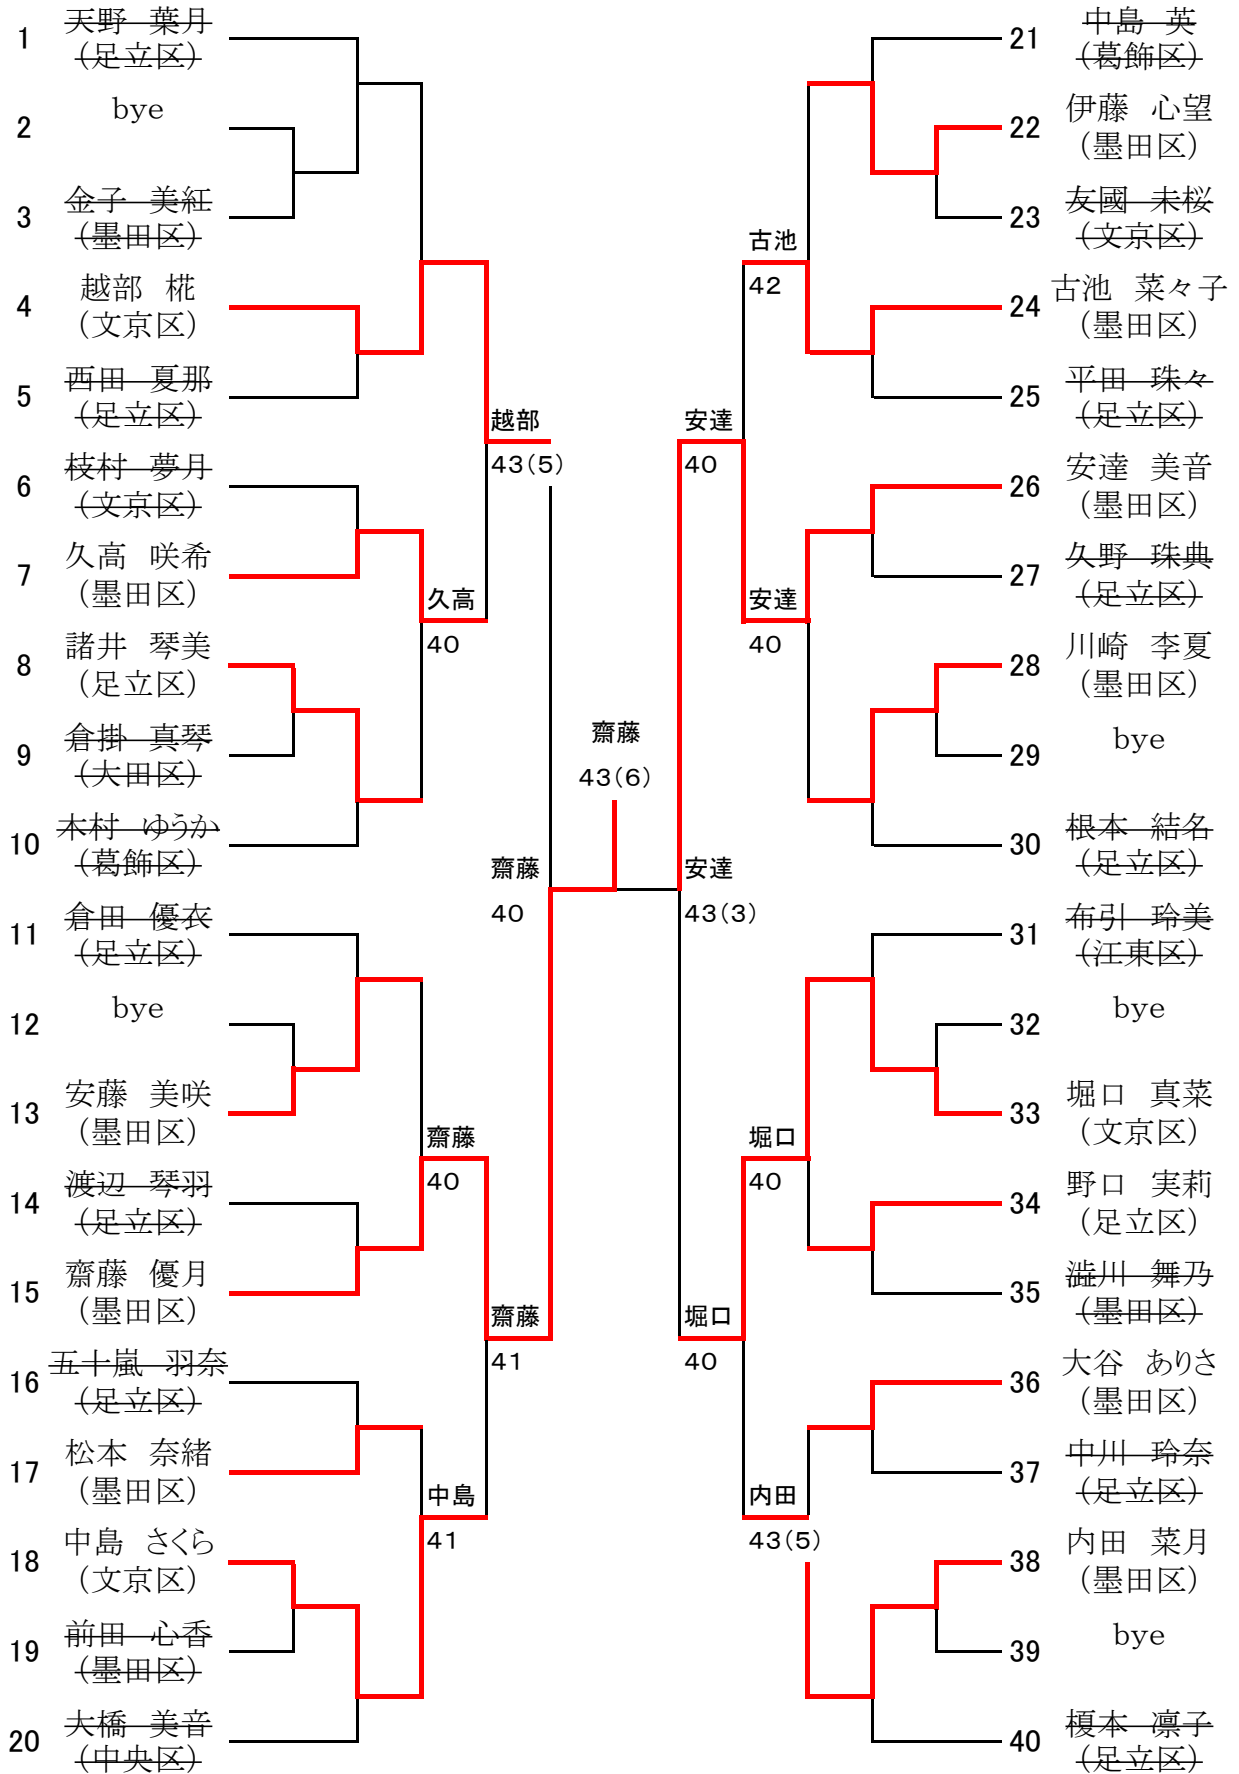 1 天野 葉月
(足立区)
2 bye
3 金子 美紅
(墨田区)
4 越部 椛
(文京区)
5 西田 夏那
(足立区)
6 枝村 夢月
(文京区)
7 久高 咲希
(墨田区)
8 諸井 琴美
(足立区)
9 倉掛 真琴
(大田区)
10 木村 ゆうか
(葛飾区)
11 倉田 優衣
(足立区)
12 bye
13 安藤 美咲
(墨田区)
14 渡辺 琴羽
(足立区)
15 齋藤 優月
(墨田区)
16 五十嵐 羽奈
(足立区)
17 松本 奈緒
(墨田区)
18 中島 さくら
(文京区)
19 前田 心香
(墨田区)
20 大橋 美音
(中央区)
越部
43(5)
久高
40
齋藤
40
齋藤
40
齋藤
41
中島
41
齋藤
43(6)
古池
42
安達
40
安達
40
安達
43(3)
堀口
40
堀口
40
内田
43(5)
21 中島 英
(葛飾区)
22 伊藤 心望
(墨田区)
23 友國 未桜
(文京区)
24 古池 菜々子
(墨田区)
25 平田 珠々
(足立区)
26 安達 美音
(墨田区)
27 久野 珠典
(足立区)
28 川崎 李夏
(墨田区)
29 bye
30 根本 結名
(足立区)
31 布引 玲美
(江東区)
32 bye
33 堀口 真菜
(文京区)
34 野口 実莉
(足立区)
35 澁川 舞乃
(墨田区)
36 大谷 ありさ
(墨田区)
37 中川 玲奈
(足立区)
38 内田 菜月
(墨田区)
39 bye
40 榎本 凛子
(足立区)